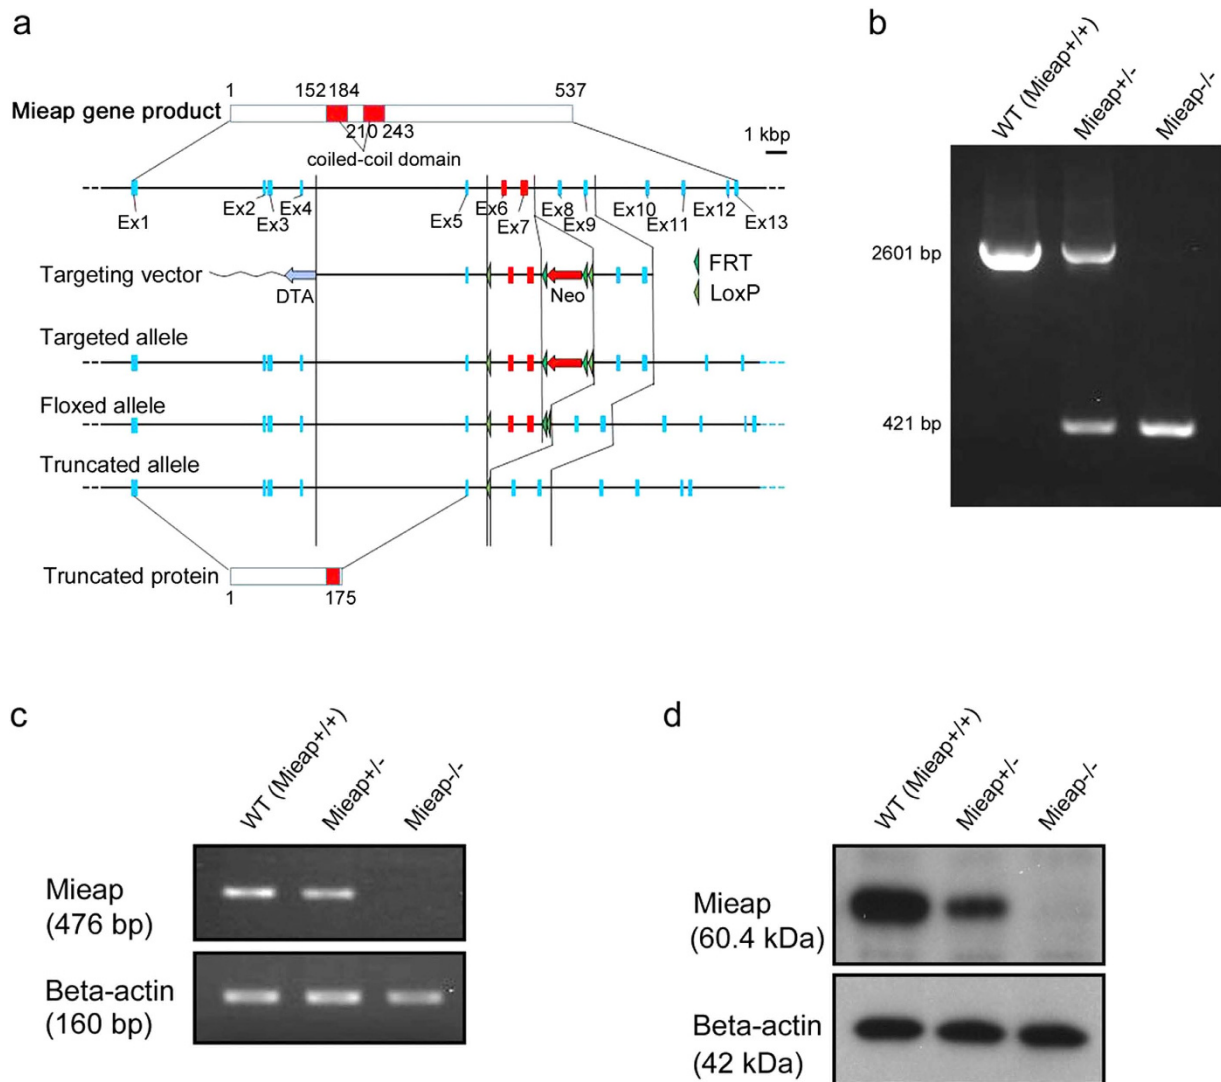 a
1 152 184 537
Mieap gene product
210 243
coiled-coil domain
1 kbp
Ex1 Ex2 Ex3 Ex4 Ex5 Ex6 Ex7 Ex8 Ex9 Ex10 Ex11 Ex12 Ex13
Targeting vector
DTA
Neo
FRT
LoxP
Targeted allele
Floxed allele
Truncated allele
Truncated protein
1 175
b
WT (Mieap+/+)
Mieap+/-
Mieap-/-
2601 bp
421 bp
c
WT (Mieap+/+)
Mieap+/-
Mieap-/-
Mieap
(476 bp)
Beta-actin
(160 bp)
d
WT (Mieap+/+)
Mieap+/-
Mieap-/-
Mieap
(60.4 kDa)
Beta-actin
(42 kDa)